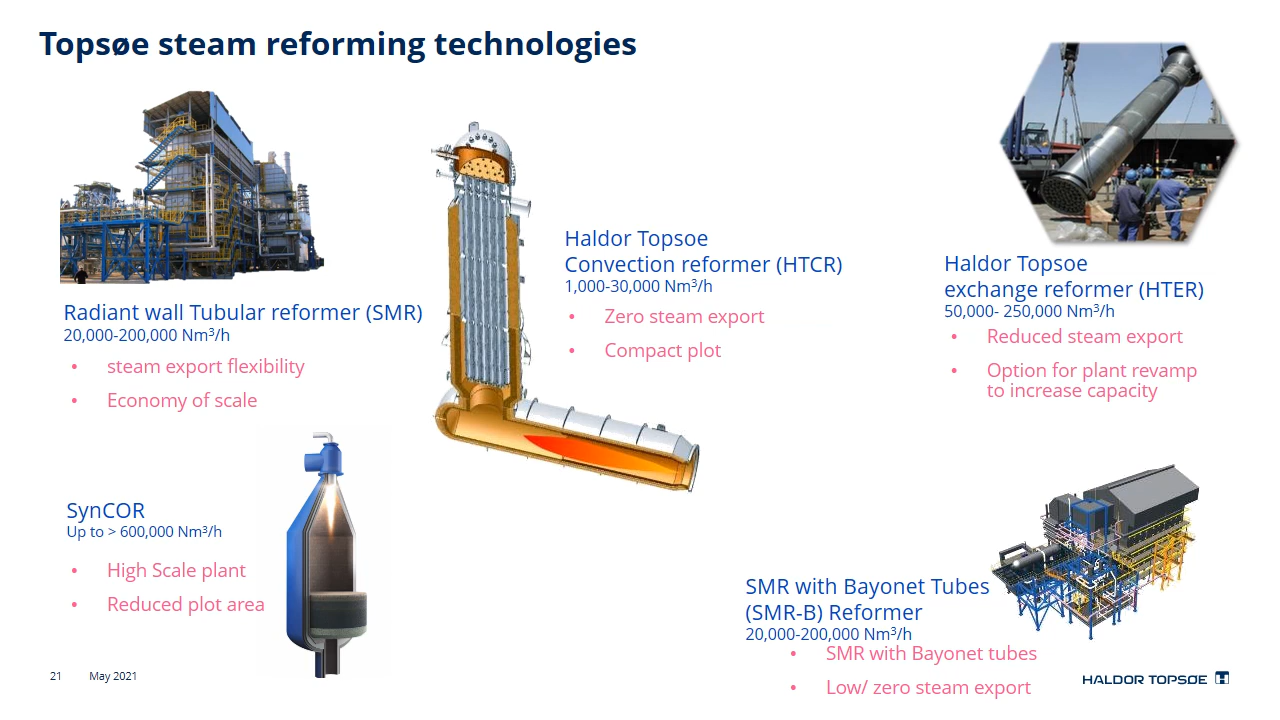 Topsøe steam reforming technologies
Radiant wall Tubular reformer (SMR)
20,000-200,000 Nm³/h
• steam export flexibility
• Economy of scale
Haldor Topsoe
Convection reformer (HTCR)
1,000-30,000 Nm³/h
• Zero steam export
• Compact plot
Haldor Topsoe
exchange reformer (HTER)
50,000- 250,000 Nm³/h
• Reduced steam export
• Option for plant revamp
to increase capacity
SynCOR
Up to > 600,000 Nm³/h
• High Scale plant
• Reduced plot area
SMR with Bayonet Tubes
(SMR-B) Reformer
20,000-200,000 Nm³/h
• SMR with Bayonet tubes
• Low/ zero steam export
21 May 2021
HALDOR TOPSØE